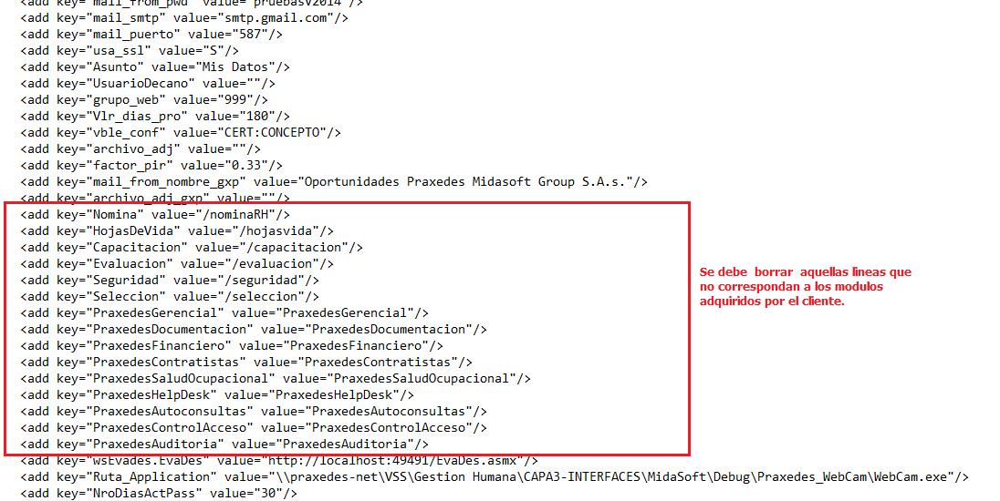 <add key="mail_from_pwd" value="pruebasv2014"/>
<add key="mail_smtp" value="smtp.gmail.com"/>
<add key="mail_puerto" value="587"/>
<add key="usa_ssl" value="S"/>
<add key="Asunto" value="Mis Datos"/>
<add key="UsuarioDecano" value=""/>
<add key="grupo_web" value="999"/>
<add key="Vlr_dias_pro" value="180"/>
<add key="vble_conf" value="CERT:CONCEPTO"/>
<add key="archivo_adj" value=""/>
<add key="factor_pir" value="0.33"/>
<add key="mail_from_nombre_gxp" value="Oportunidades Praxedes Midasoft Group S.A.s."/>
<add key="archivo_adj_gxp" value=""/>
<add key="Nomina" value="/nominaRH"/>
<add key="HojasDeVida" value="/hojasvida"/>
<add key="Capacitacion" value="/capacitacion"/>
<add key="Evaluacion" value="/evaluacion"/>
<add key="Seguridad" value="/seguridad"/>
<add key="Seleccion" value="/seleccion"/>
<add key="PraxedesGerencial" value="PraxedesGerencial"/>
<add key="PraxedesDocumentacion" value="PraxedesDocumentacion"/>
<add key="PraxedesFinanciero" value="PraxedesFinanciero"/>
<add key="PraxedesContratistas" value="PraxedesContratistas"/>
<add key="PraxedesSaludOcupacional" value="PraxedesSaludOcupacional"/>
<add key="PraxedesHelpDesk" value="PraxedesHelpDesk"/>
<add key="PraxedesAutoconsultas" value="PraxedesAutoconsultas"/>
<add key="PraxedesControlAcceso" value="PraxedesControlAcceso"/>
<add key="PraxedesAuditoria" value="PraxedesAuditoria"/>
<add key="wsEvades.EvaDes" value="http://localhost:49491/EvaDes.asmx"/>
<add key="Ruta_Application" value="\\praxedes-net\VSS\Gestion Humana\CAPA3-INTERFACES\MidaSoft\Debug\Praxedes_WebCam\WebCam.exe"/>
<add key="NroDiasActPass" value="30"/>
Se debe borrar aquellas lineas que
no correspondan a los modulos
adquiridos por el cliente.